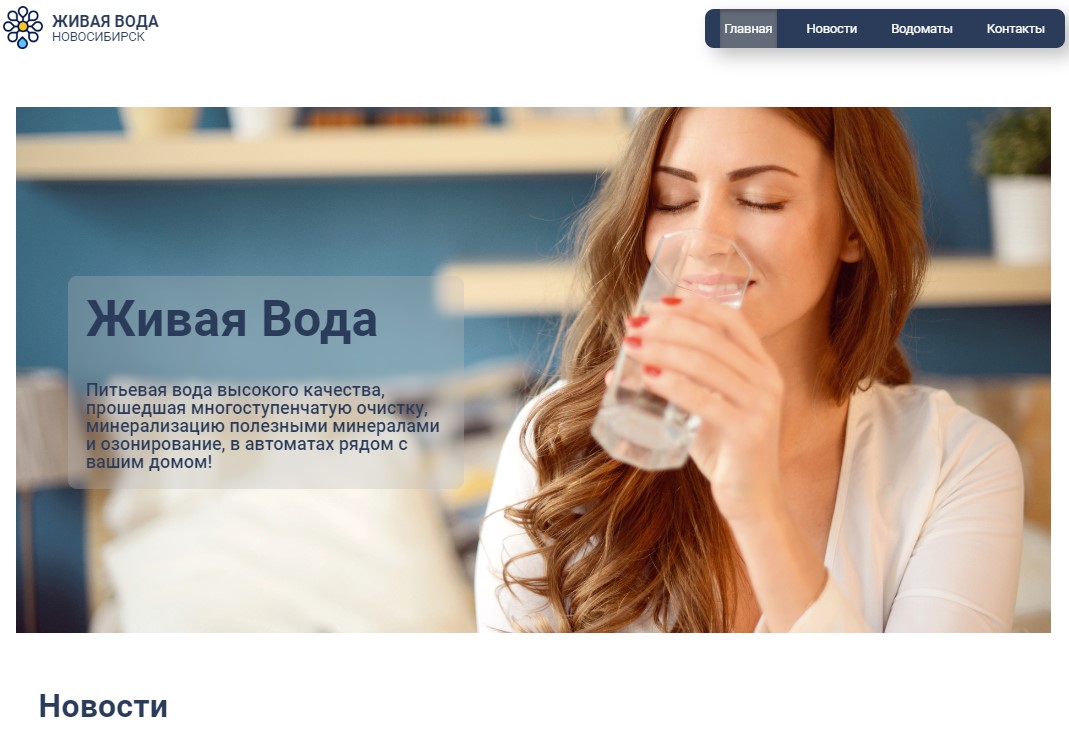 ЖИВАЯ ВОДА
НОВОСИБИРСК
Главная
Новости
Водоматы
Контакты
Живая Вода
Питьевая вода высокого качества,
прошедшая многоступенчатую очистку,
минерализацию полезными минералами
и озонирование, в автоматах рядом с
вашим домом!
Новости